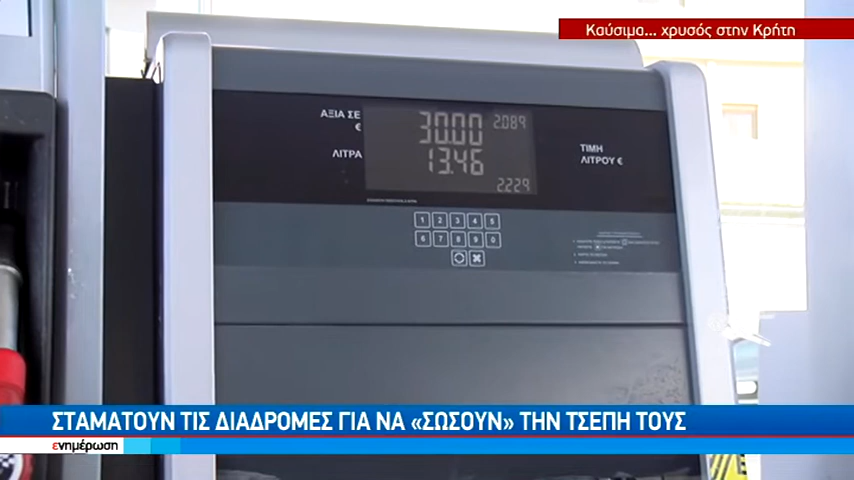 Καύσιμα... χρυσός στην Κρήτη
ΑΞΙΑ ΣΕ
€
30.00
2.089
ΛΙΤΡΑ
13.46
2.229
ΤΙΜΗ
ΛΙΤΡΟΥ €
1 2 3 4 5
6 7 8 9 0
ΣΤΑΜΑΤΟΥΝ ΤΙΣ ΔΙΑΔΡΟΜΕΣ ΓΙΑ ΝΑ «ΣΩΣΟΥΝ» ΤΗΝ ΤΣΕΠΗ ΤΟΥΣ
ενημέρωση